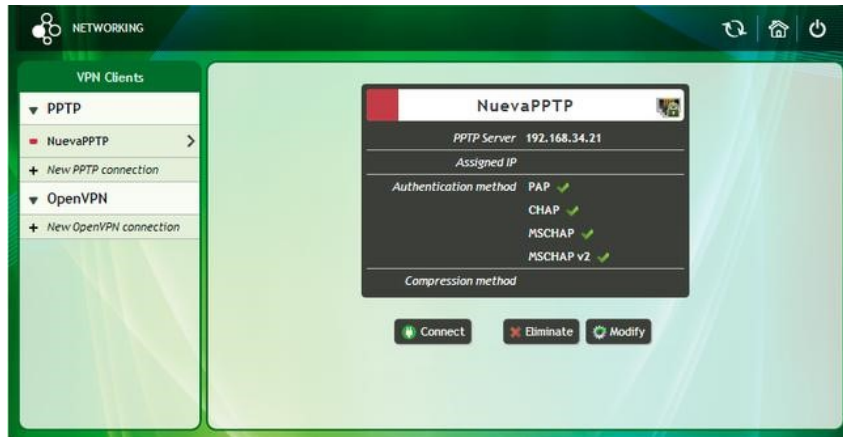 NETWORKING
VPN Clients
PPTP
NuevaPPTP
New PPTP connection
OpenVPN
New OpenVPN connection
NuevaPPTP
PPTP Server 192.168.34.21
Assigned IP
Authentication method PAP
CHAP
MSCHAP
MSCHAP v2
Compression method
Connect Eliminate Modify